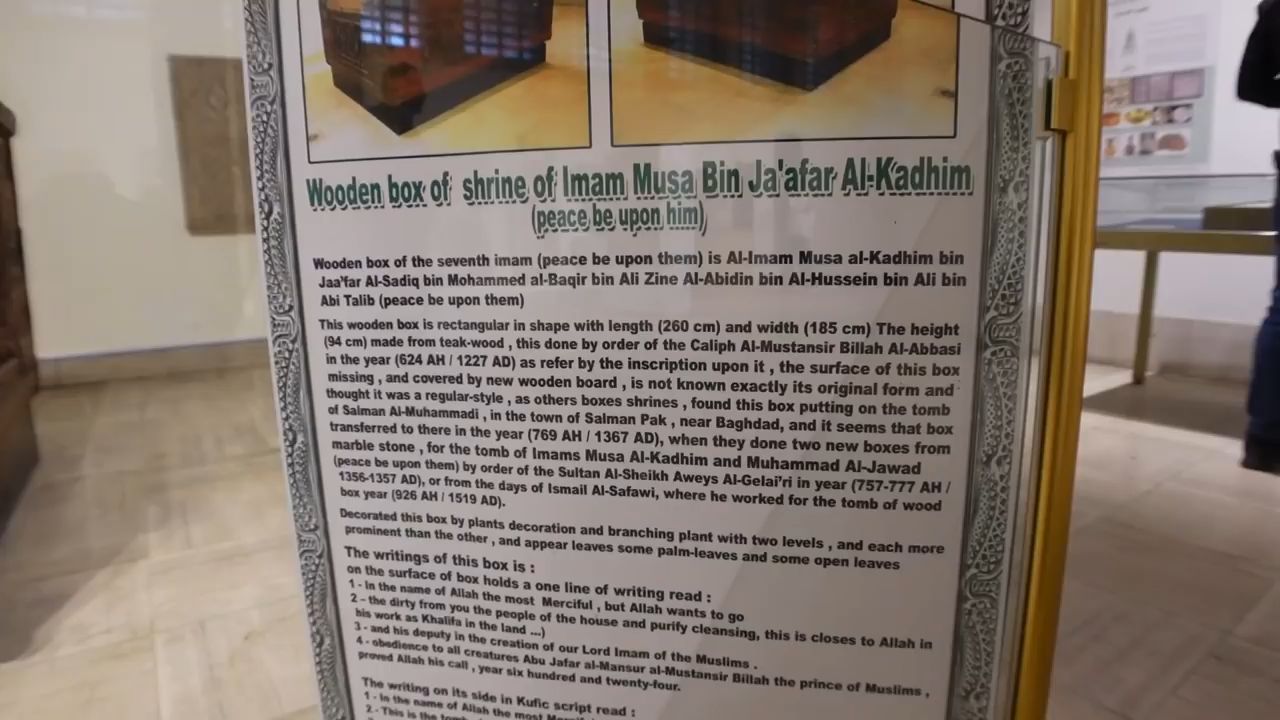 Wooden box of shrine of Imam Musa Bin Ja'afar Al-Kadhim
(peace be upon him)
Wooden box of the seventh imam (peace be upon them) is Al-Imam Musa al-Kadhim bin
Jaa'far Al-Sadiq bin Mohammed al-Baqir bin Ali Zine Al-Abidin bin Al-Hussein bin Ali bin
Abi Talib (peace be upon them)
This wooden box is rectangular in shape with length (260 cm) and width (185 cm) The height
(94 cm) made from teak-wood , this done by order of the Caliph Al-Mustansir Billah Al-Abbasi
in the year (624 AH / 1227 AD) as refer by the inscription upon it , the surface of this box
missing , and covered by new wooden board , is not known exactly its original form and
thought it was a regular-style , as others boxes shrines , found this box putting on the tomb
of Salman Al-Muhammadi , in the town of Salman Pak , near Baghdad, and it seems that box
transferred to there in the year (769 AH / 1367 AD), when they done two new boxes from
marble stone , for the tomb of Imams Musa Al-Kadhim and Muhammad Al-Jawad
(peace be upon them) by order of the Sultan Al-Sheikh Aweys Al-Gelai'ri in year (757-777 AH /
1356-1357 AD), or from the days of Ismail Al-Safawi, where he worked for the tomb of wood
box year (926 AH / 1519 AD).
Decorated this box by plants decoration and branching plant with two levels , and each more
prominent than the other , and appear leaves some palm-leaves and some open leaves
The writings of this box is :
on the surface of box holds a one line of writing read :
1 - In the name of Allah the most Merciful , but Allah wants to go
2 - the dirty from you the people of the house and purify cleansing, this is closes to Allah in
his work as Khalifa in the land ...)
3 - and his deputy in the creation of our Lord Imam of the Muslims .
4 - obedience to all creatures Abu Jafar al-Mansur al-Mustansir Billah the prince of Muslims ,
proved Allah his call , year six hundred and twenty-four.
The writing on its side in Kufic script read :
1 - In the name of Allah the most
2 - This is the